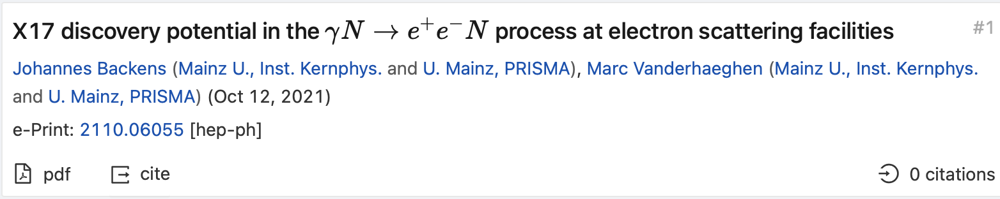 X17 discovery potential in the γN → e⁺e⁻N process at electron scattering facilities #1
Johannes Backens (Mainz U., Inst. Kernphys. and U. Mainz, PRISMA), Marc Vanderhaeghen (Mainz U., Inst. Kernphys.
and U. Mainz, PRISMA) (Oct 12, 2021)
e-Print: 2110.06055 [hep-ph]
pdf cite 0 citations